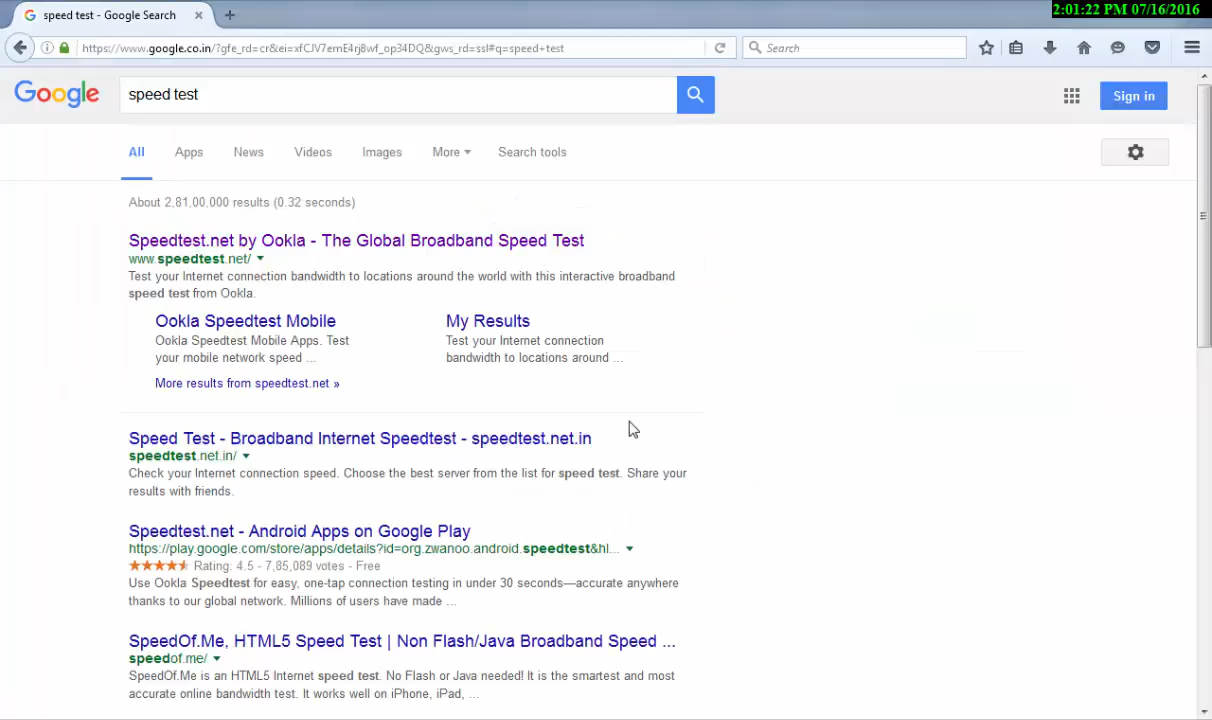 2:01:22 PM 07/16/2016
speed test - Google Search
https://www.google.co.in/?gfe_rd=cr&ei=xfCJV7emE4rj8wf_op34DQ&gws_rd=ssl#q=speed+test
Search
Google
speed test
Sign in
All Apps News Videos Images More Search tools
About 2,81,00,000 results (0.32 seconds)
Speedtest.net by Ookla - The Global Broadband Speed Test
www.speedtest.net/
Test your Internet connection bandwidth to locations around the world with this interactive broadband
speed test from Ookla.
Ookla Speedtest Mobile
Ookla Speedtest Mobile Apps. Test
your mobile network speed ...
My Results
Test your Internet connection
bandwidth to locations around ...
More results from speedtest.net »
Speed Test - Broadband Internet Speedtest - speedtest.net.in
speedtest.net.in/
Check your Internet connection speed. Choose the best server from the list for speed test. Share your
results with friends.
Speedtest.net - Android Apps on Google Play
https://play.google.com/store/apps/details?id=org.zwanoo.android.speedtest&hl...
Rating: 4.5 - 7,85,089 votes - Free
Use Ookla Speedtest for easy, one-tap connection testing in under 30 seconds—accurate anywhere
thanks to our global network. Millions of users have made ...
SpeedOf.Me, HTML5 Speed Test | Non Flash/Java Broadband Speed ...
speedof.me/
SpeedOf.Me is an HTML5 Internet speed test. No Flash or Java needed! It is the smartest and most
accurate online bandwidth test. It works well on iPhone, iPad, ...